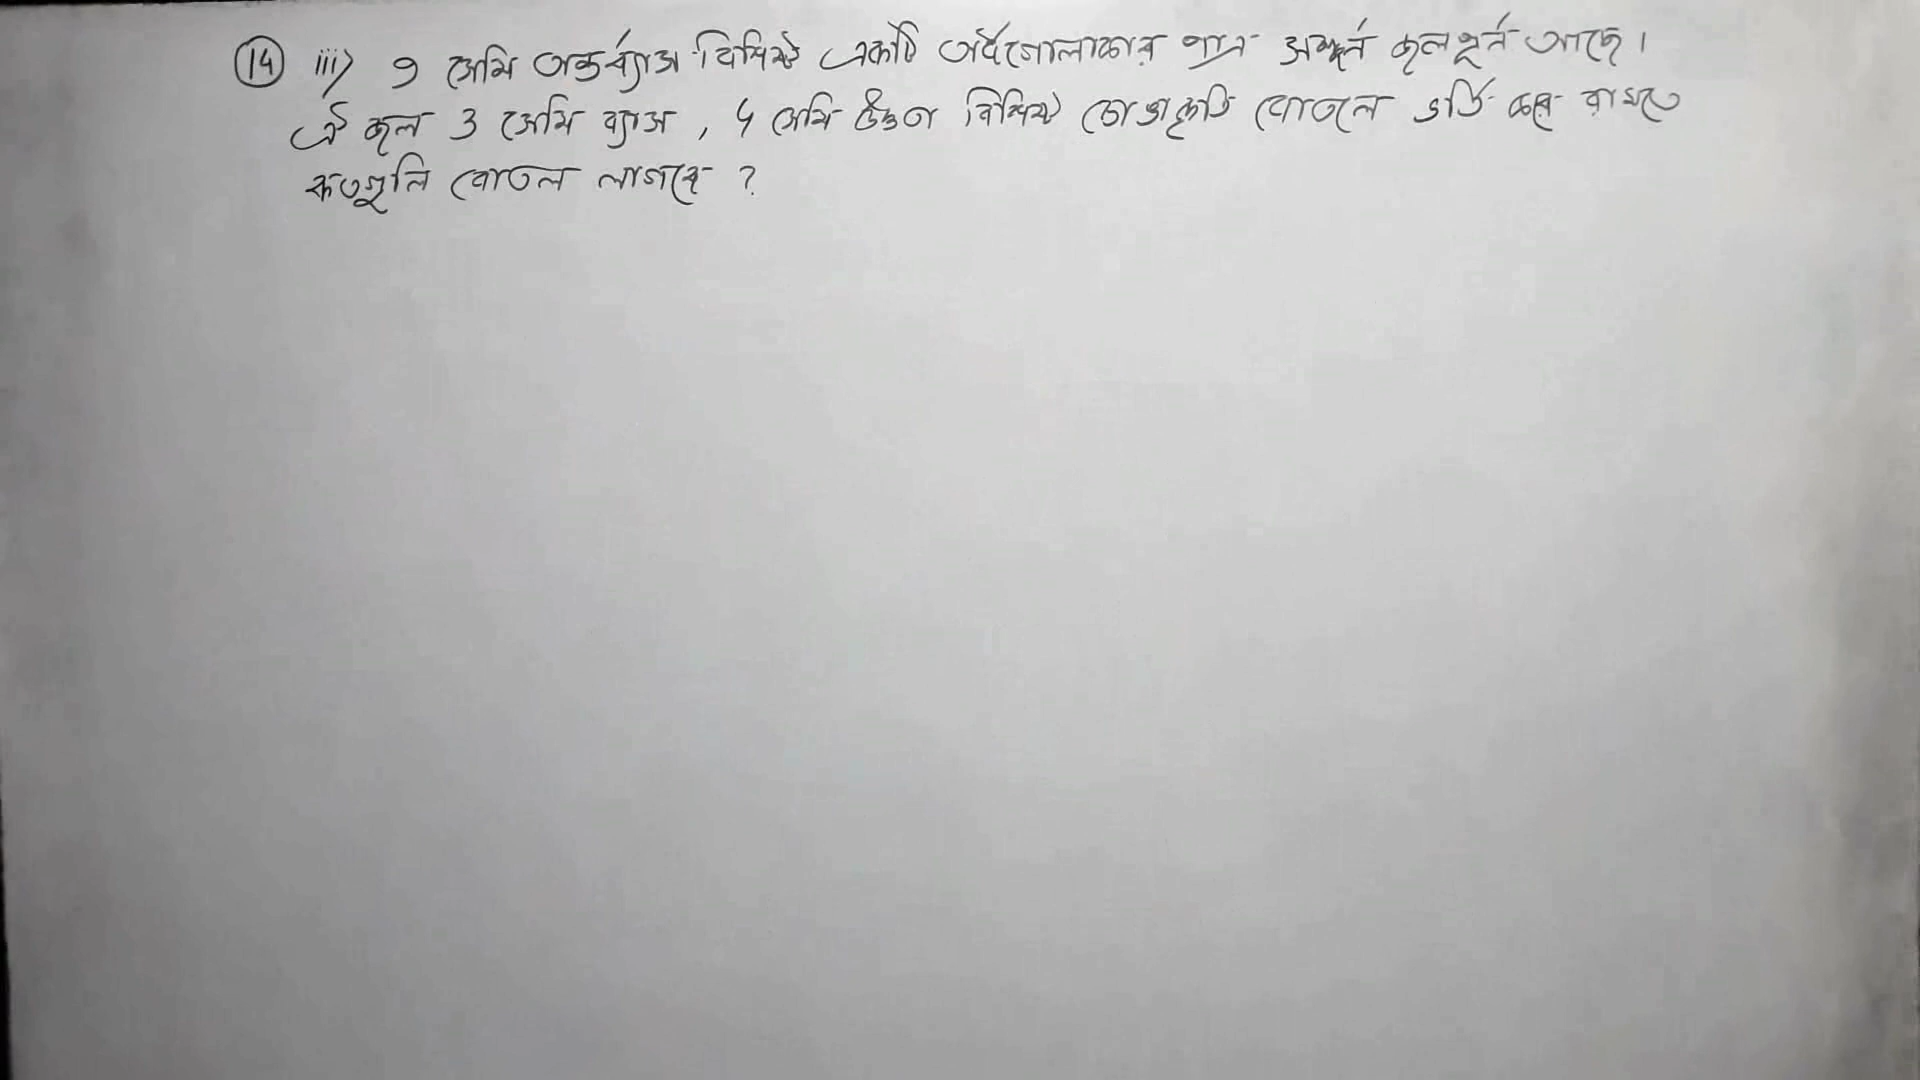 (14) iii) 9 সেমি অন্তর্ব্যাস বিশিষ্ট একটি অর্ধগোলাকার পাত্র সম্পূর্ন জলপূর্ন আছে।
ঐ জল 3 সেমি ব্যাস, 4 সেমি উচ্চতা বিশিষ্ট চোঙাকৃতি বোতলে ভর্তি করে রাখতে
কতগুলি বোতল লাগবে ?